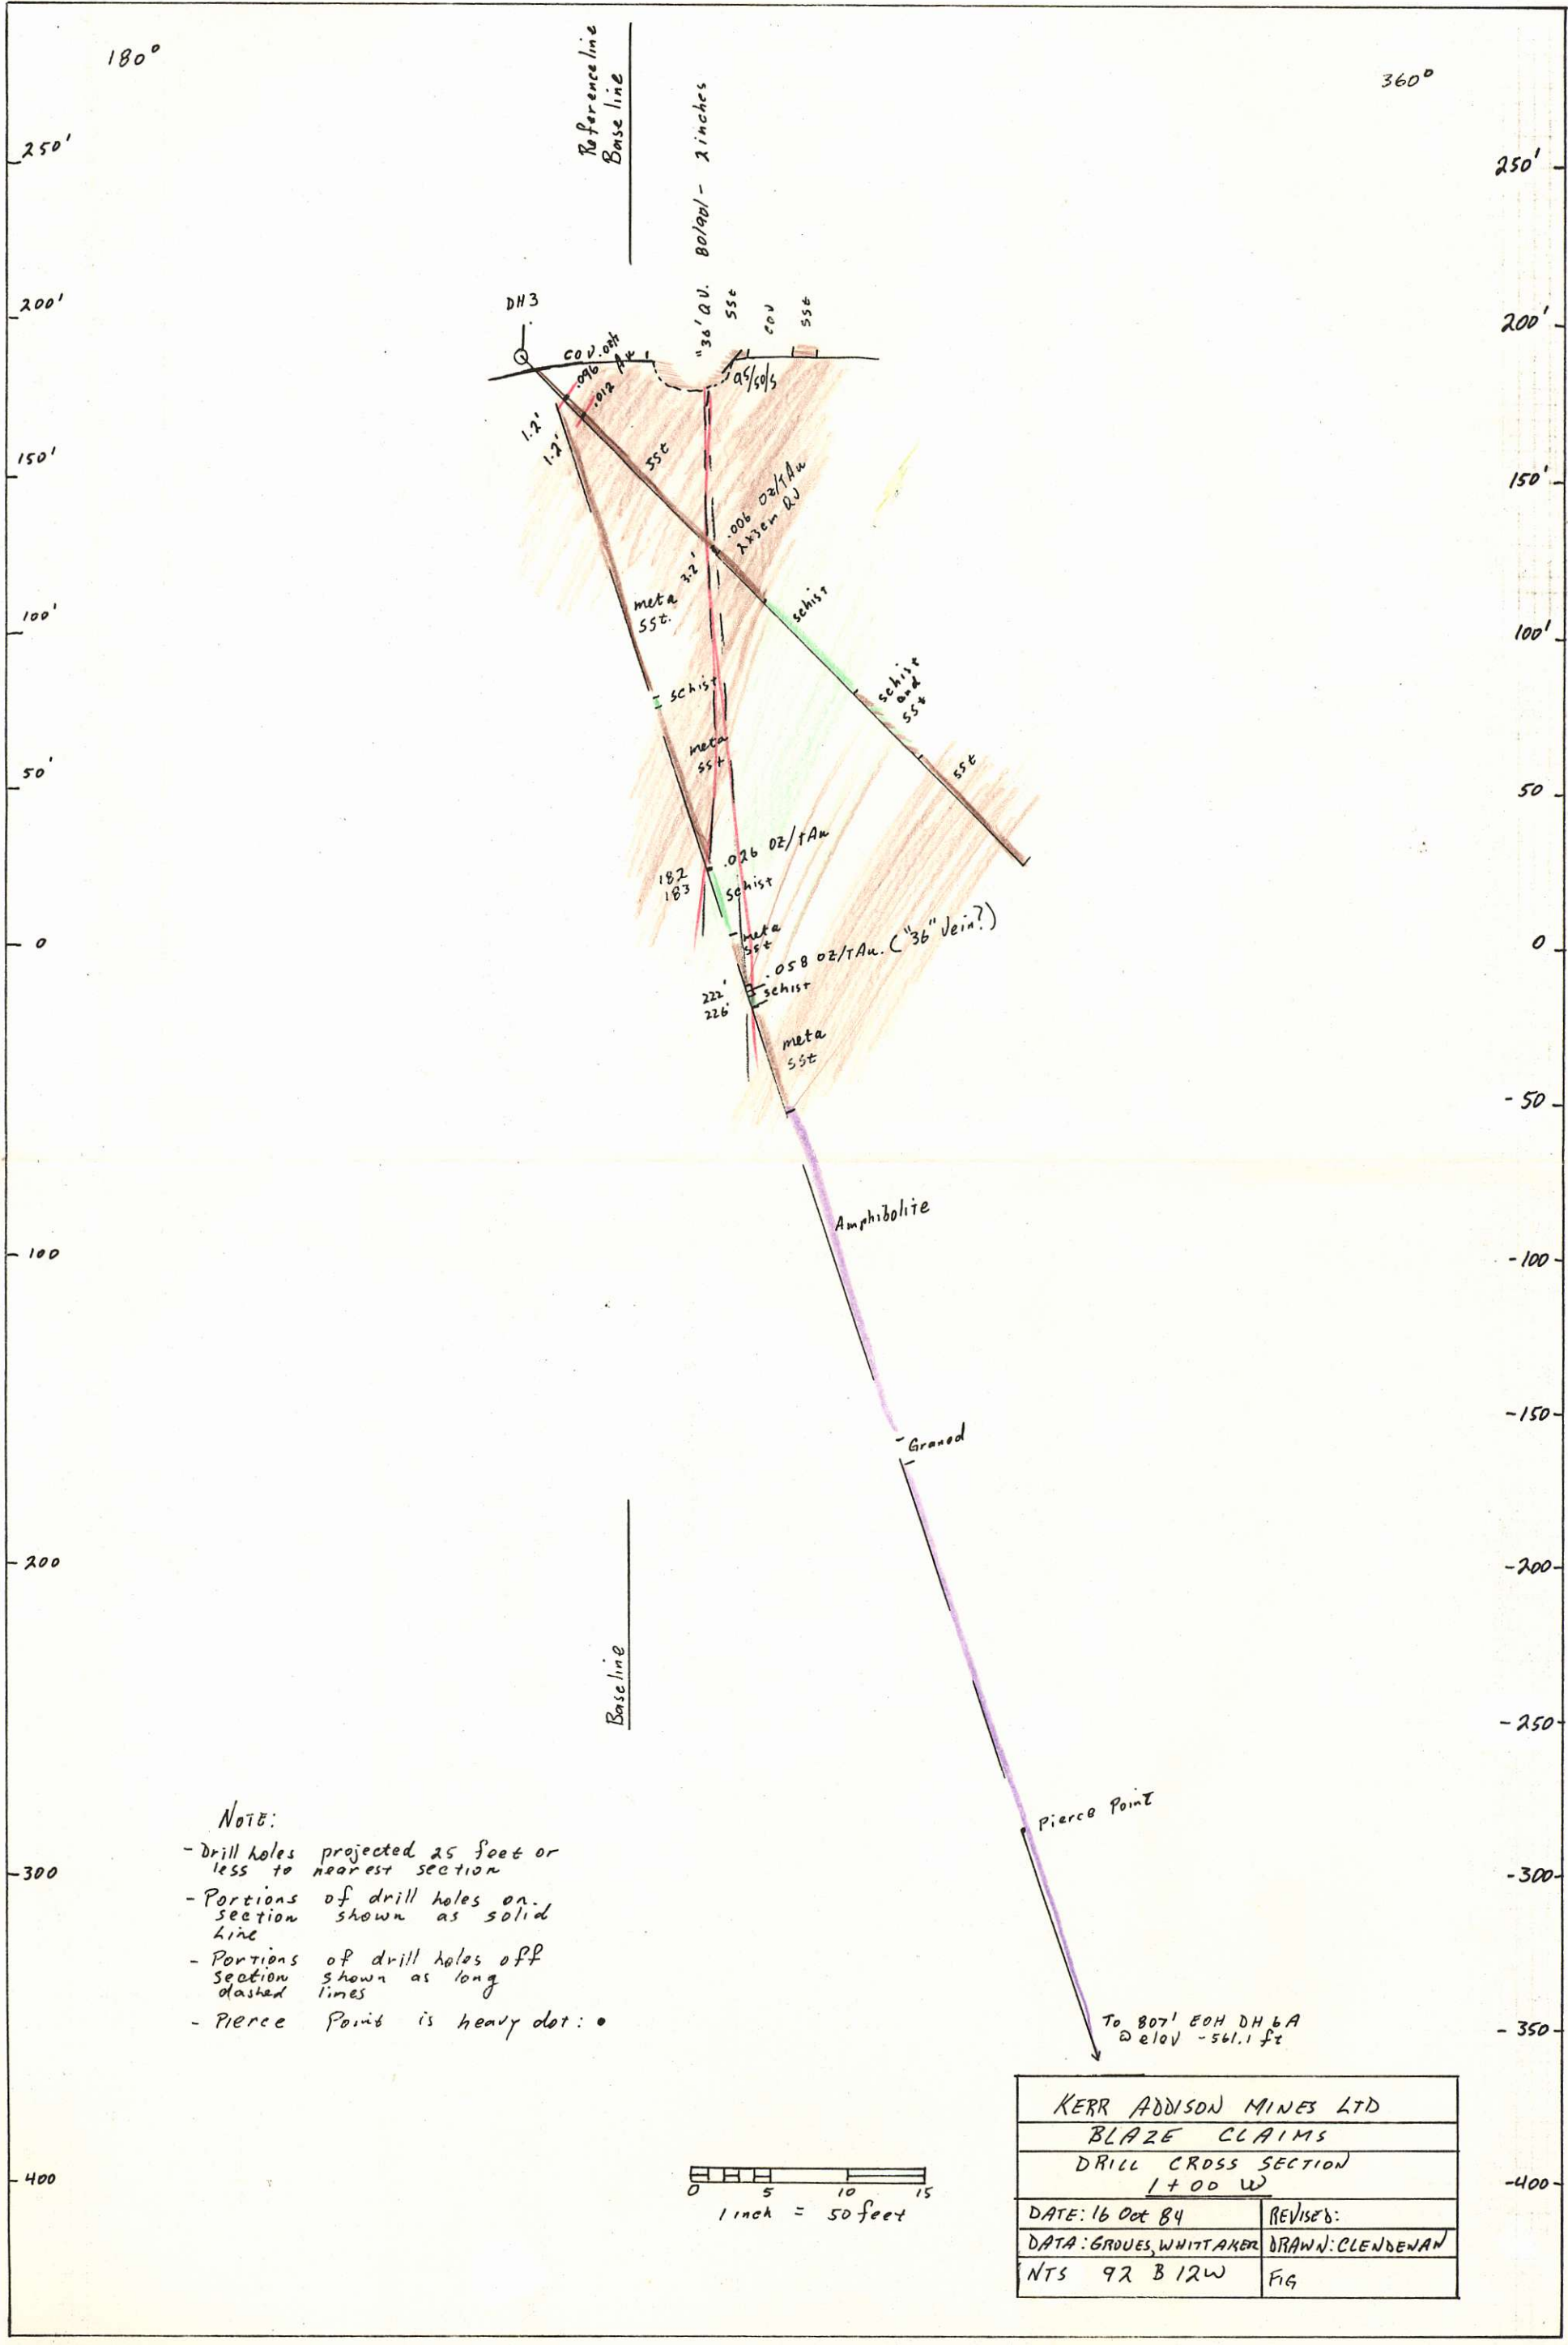 180°
360°
Reference line
Base line
"36" QV. 80/90/- 2 inches
SSt
COV
SSt
250'
200'
150'
100'
50'
0
- 50
- 100
- 200
- 300
- 400
250'
200'
150'
100'
50
0
- 50
-100
-150
-200
-250
-300
- 350
-400
DH3
COV
.096
.012 Au
95/50/S
1.2'
1.2'
SSt
.006 OZ/TAu
2x3cm QV
3.2'
schist
meta
SSt.
schist
schist
and
SSt
meta
SSt
SSt
.026 OZ/TAu
182
183
schist
meta
SSt
.058 OZ/TAu. ("36" Vein?)
schist
222'
226'
meta
SSt
Amphibolite
Granod
Baseline
Pierce Point
NOTE:
- Drill holes projected 25 feet or
less to nearest section
- Portions of drill holes on
section shown as solid
Line
- Portions of drill holes off
section shown as long
dashed lines
- Pierce Point is heavy dot: •
To 807' EOH DH 6A
@ elev -561.1 ft
0 5 10 15
1 inch = 50 feet
KERR ADDISON MINES LTD
BLAZE CLAIMS
DRILL CROSS SECTION
1+00 W
DATE: 16 Oct 84
REVISED:
DATA: GROVES, WHITTAKER
DRAWN: CLENDENAN
NTS 92 B 12W
FIG